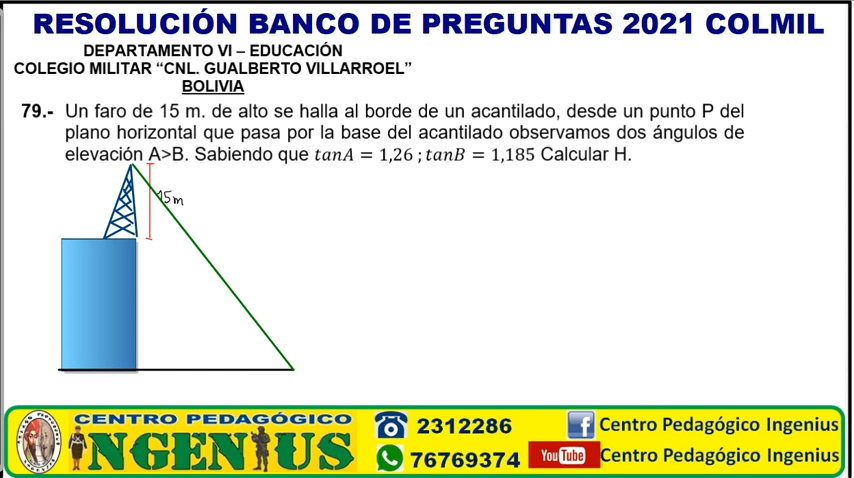 RESOLUCIÓN BANCO DE PREGUNTAS 2021 COLMIL
DEPARTAMENTO VI – EDUCACIÓN
COLEGIO MILITAR “CNL. GUALBERTO VILLARROEL”
BOLIVIA
79.- Un faro de 15 m. de alto se halla al borde de un acantilado, desde un punto P del
plano horizontal que pasa por la base del acantilado observamos dos ángulos de
elevación A>B. Sabiendo que tanA = 1,26 ; tanB = 1,185 Calcular H.
15m
CENTRO PEDAGÓGICO
INGENIUS
2312286
76769374
Centro Pedagógico Ingenius
YouTube Centro Pedagógico Ingenius